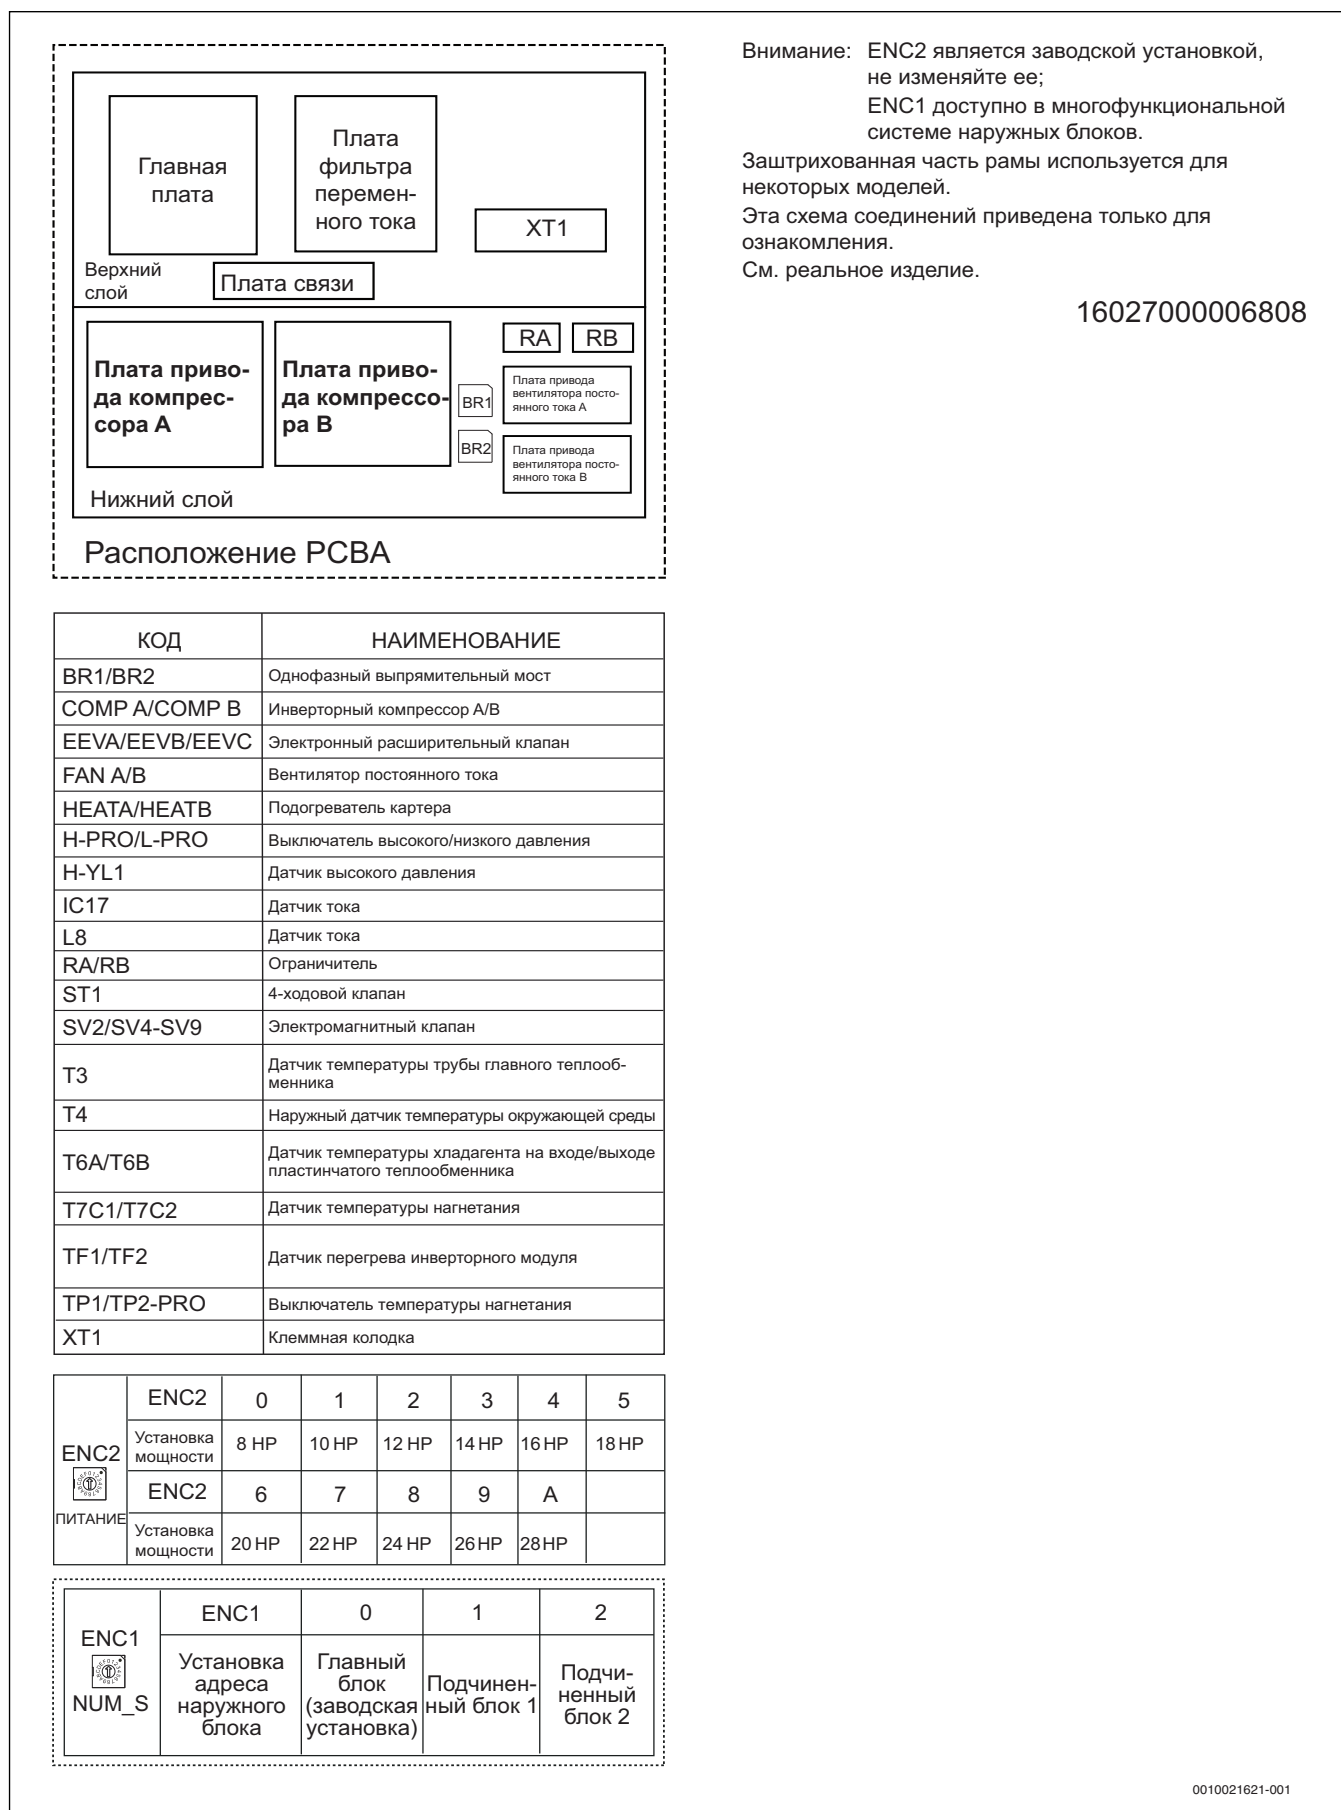 Главная
плата
Плата
фильтра
перемен-
ного тока
XT1
Верхний
слой
Плата связи
Плата приво-
да компрес-
сора А
Плата приво-
да компрессо-
ра В
BR1
BR2
RA
RB
Плата привода
вентилятора посто-
янного тока А
Плата привода
вентилятора посто-
янного тока В
Нижний слой
Расположение PCBA
Внимание: ENC2 является заводской установкой,
не изменяйте ее;
ENC1 доступно в многофункциональной
системе наружных блоков.
Заштрихованная часть рамы используется для
некоторых моделей.
Эта схема соединений приведена только для
ознакомления.
См. реальное изделие.
16027000006808
КОД НАИМЕНОВАНИЕ
BR1/BR2 Однофазный выпрямительный мост
COMP A/COMP B Инверторный компрессор А/В
EEVA/EEVB/EEVC Электронный расширительный клапан
FAN A/B Вентилятор постоянного тока
HEATA/HEATB Подогреватель картера
H-PRO/L-PRO Выключатель высокого/низкого давления
H-YL1 Датчик высокого давления
IC17 Датчик тока
L8 Датчик тока
RA/RB Ограничитель
ST1 4-ходовой клапан
SV2/SV4-SV9 Электромагнитный клапан
T3 Датчик температуры трубы главного теплооб-
менника
T4 Наружный датчик температуры окружающей среды
T6A/T6B Датчик температуры хладагента на входе/выходе
пластинчатого теплообменника
T7C1/T7C2 Датчик температуры нагнетания
TF1/TF2 Датчик перегрева инверторного модуля
TP1/TP2-PRO Выключатель температуры нагнетания
XT1 Клеммная колодка
ENC2
ПИТАНИЕ
ENC2 0 1 2 3 4 5
Установка
мощности 8 HP 10 HP 12 HP 14 HP 16 HP 18 HP
ENC2 6 7 8 9 A
Установка
мощности 20 HP 22 HP 24 HP 26 HP 28 HP
ENC1
NUM_S
ENC1 0 1 2
Установка
адреса
наружного
блока
Главный
блок
(заводская
установка)
Подчинен-
ный блок 1
Подчи-
ненный
блок 2
0010021621-001